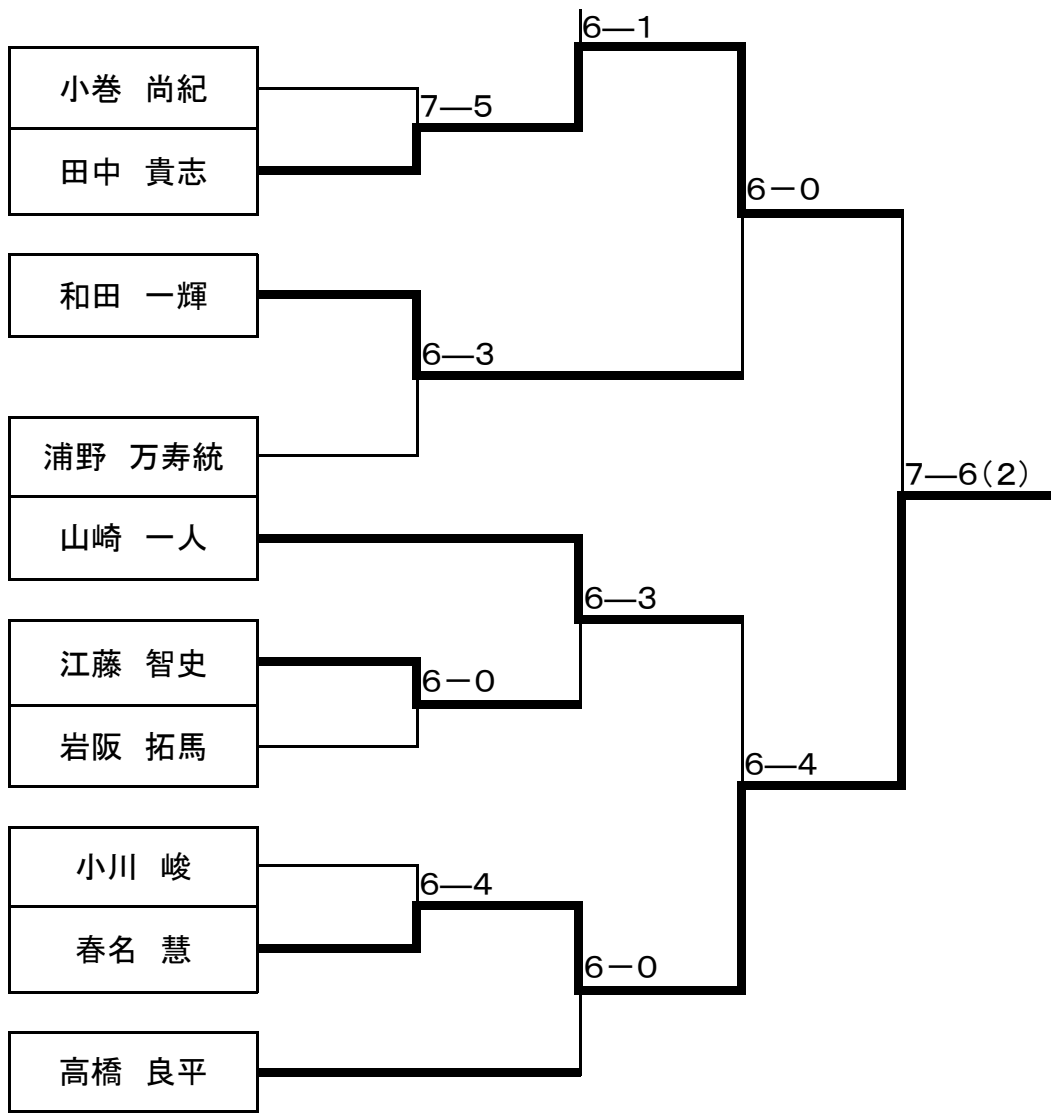 6―1
小巻 尚紀
7―5
田中 貴志
6－0
和田 一輝
6―3
浦野 万寿統
7―6(2)
山崎 一人
6―3
江藤 智史
6－0
岩阪 拓馬
6―4
小川 峻
6―4
春名 慧
6－0
高橋 良平